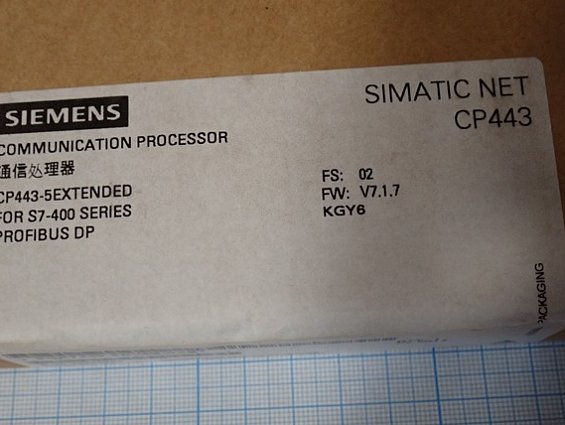 SIEMENS
SIMATIC NET
CP443
COMMUNICATION PROCESSOR
通信处理器
CP443-5EXTENDED
FOR S7-400 SERIES
PROFIBUS DP
FS: 02
FW: V7.1.7
KGY6
PACKAGING